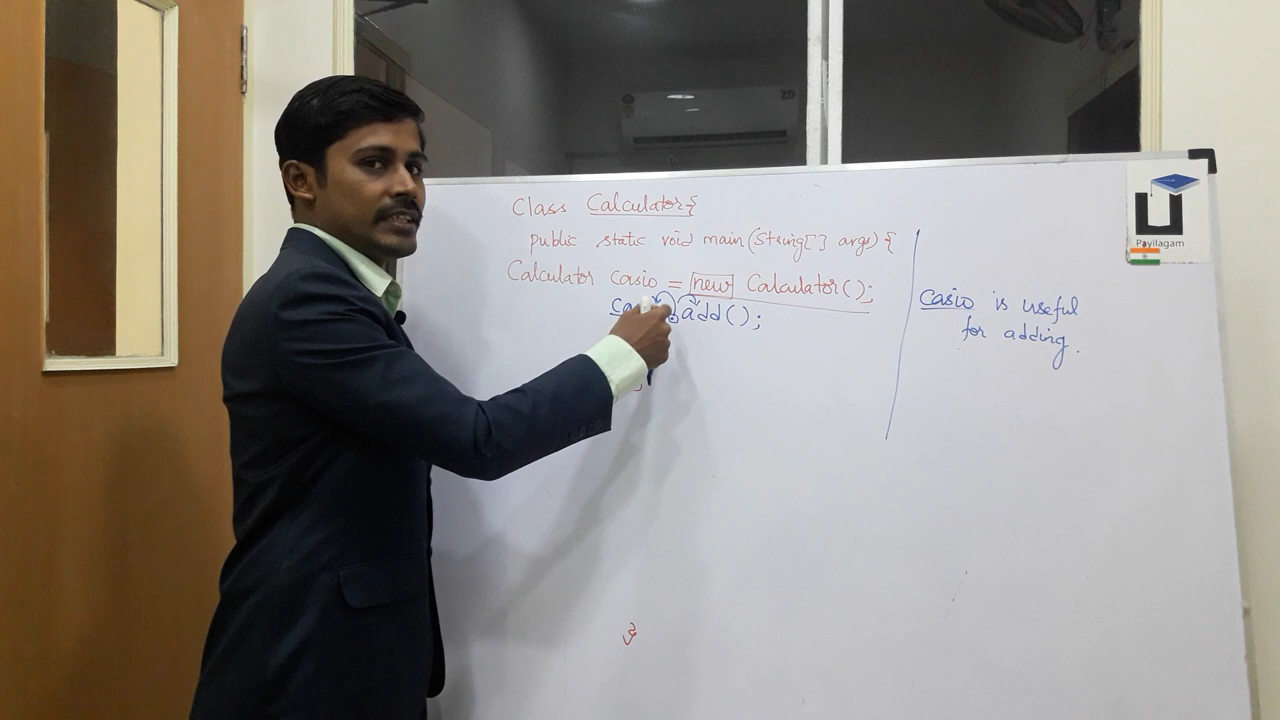 Class Calculator{
public static void main(String[] args) {
Calculator casio = new Calculator();
add();
}
}
casio is useful
for adding.
Payilagam